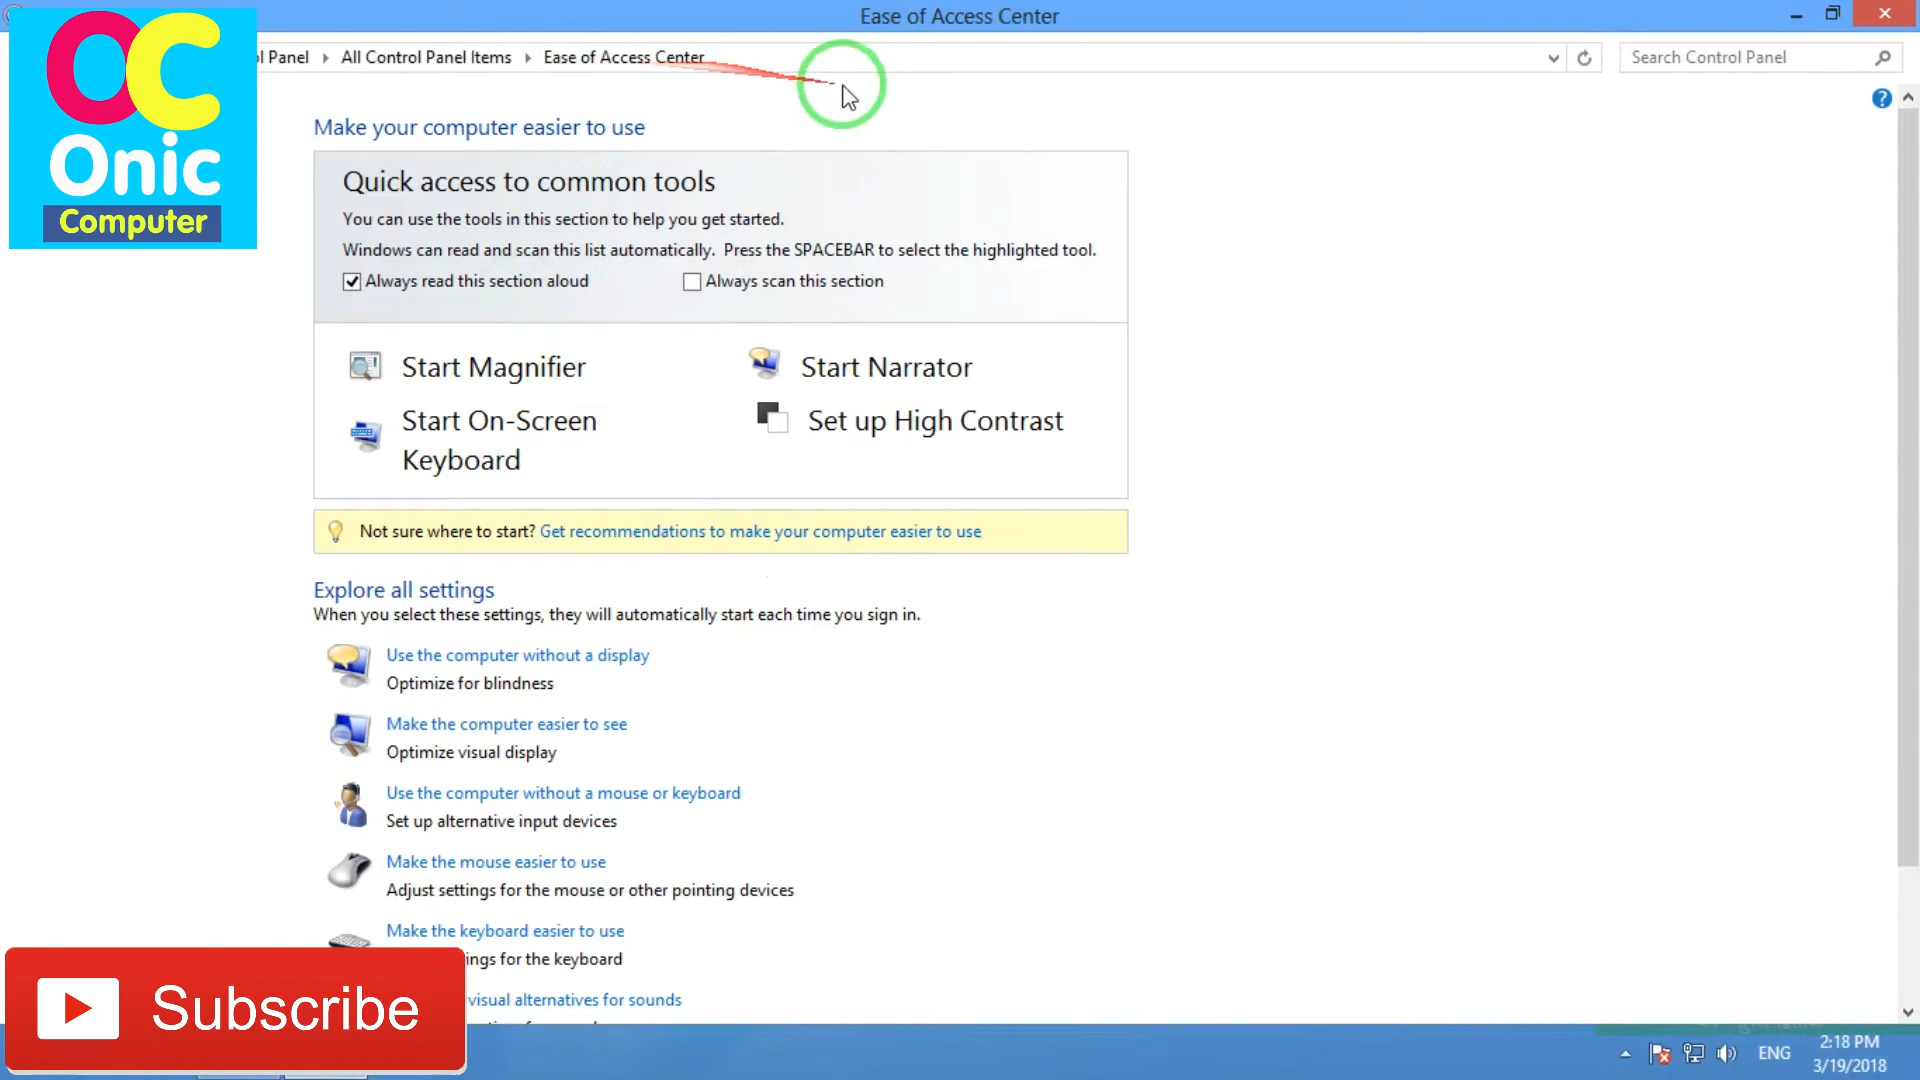 Ease of Access Center
OC
Onic
Computer
l Panel
All Control Panel Items
Ease of Access Center
Search Control Panel
Make your computer easier to use
Quick access to common tools
You can use the tools in this section to help you get started.
Windows can read and scan this list automatically. Press the SPACEBAR to select the highlighted tool.
Always read this section aloud
Always scan this section
Start Magnifier
Start Narrator
Start On-Screen
Keyboard
Set up High Contrast
Not sure where to start? Get recommendations to make your computer easier to use
Explore all settings
When you select these settings, they will automatically start each time you sign in.
Use the computer without a display
Optimize for blindness
Make the computer easier to see
Optimize visual display
Use the computer without a mouse or keyboard
Set up alternative input devices
Make the mouse easier to use
Adjust settings for the mouse or other pointing devices
Make the keyboard easier to use
ings for the keyboard
visual alternatives for sounds
Subscribe
ENG
2:18 PM
3/19/2018